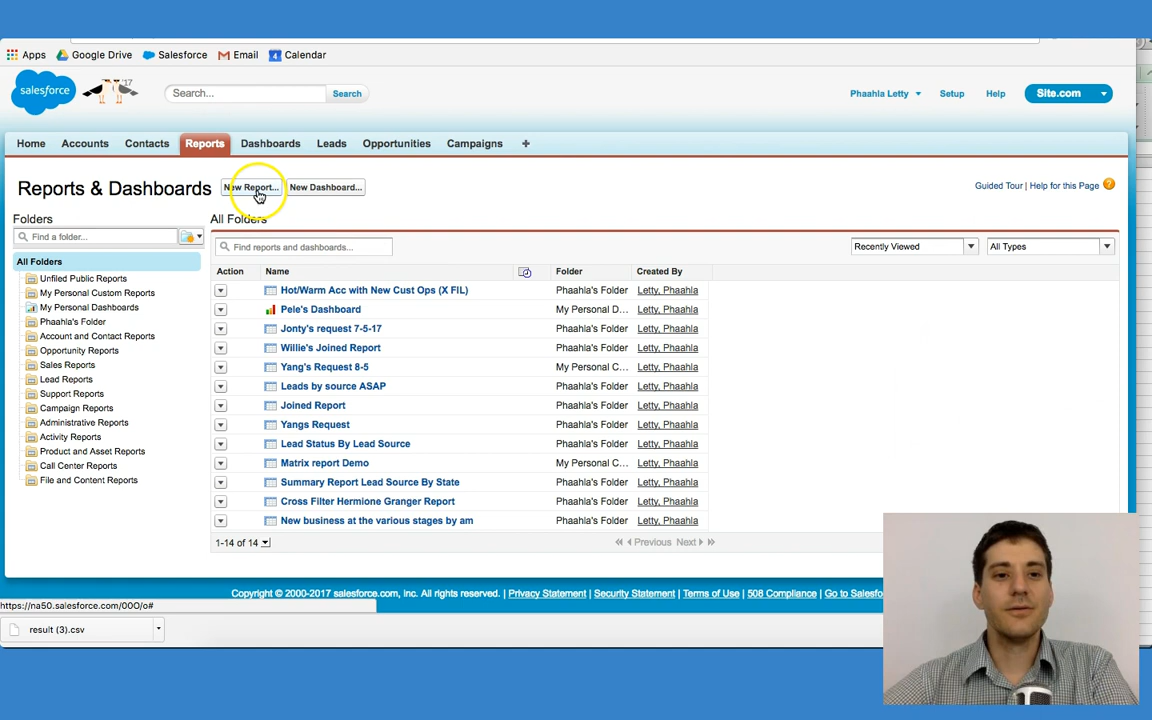 Apps Google Drive Salesforce Email 4 Calendar
salesforce 17 Search... Search Phaahla Letty Setup Help Site.com
Home Accounts Contacts Reports Dashboards Leads Opportunities Campaigns +
Reports & Dashboards New Report... New Dashboard... Guided Tour | Help for this Page ?
Folders All Folders
Find a folder... Find reports and dashboards... Recently Viewed All Types
All Folders Action Name Folder Created By
Unfiled Public Reports
My Personal Custom Reports Hot/Warm Acc with New Cust Ops (X FIL) Phaahla's Folder Letty, Phaahla
My Personal Dashboards Pele's Dashboard My Personal D... Letty, Phaahla
Phaahla's Folder Jonty's request 7-5-17 Phaahla's Folder Letty, Phaahla
Account and Contact Reports Willie's Joined Report Phaahla's Folder Letty, Phaahla
Opportunity Reports
Sales Reports Yang's Request 8-5 My Personal C... Letty, Phaahla
Lead Reports Leads by source ASAP Phaahla's Folder Letty, Phaahla
Support Reports
Campaign Reports Joined Report Phaahla's Folder Letty, Phaahla
Administrative Reports Yangs Request Phaahla's Folder Letty, Phaahla
Activity Reports Lead Status By Lead Source Phaahla's Folder Letty, Phaahla
Product and Asset Reports
Call Center Reports Matrix report Demo My Personal C... Letty, Phaahla
File and Content Reports Summary Report Lead Source By State Phaahla's Folder Letty, Phaahla
Cross Filter Hermione Granger Report Phaahla's Folder Letty, Phaahla
New business at the various stages by am Phaahla's Folder Letty, Phaahla
1-14 of 14 Previous Next
Copyright © 2000-2017 salesforce.com, inc. All rights reserved. | Privacy Statement | Security Statement | Terms of Use | 508 Compliance | Go to Salesfo
https://na50.salesforce.com/00O/o#
result (3).csv